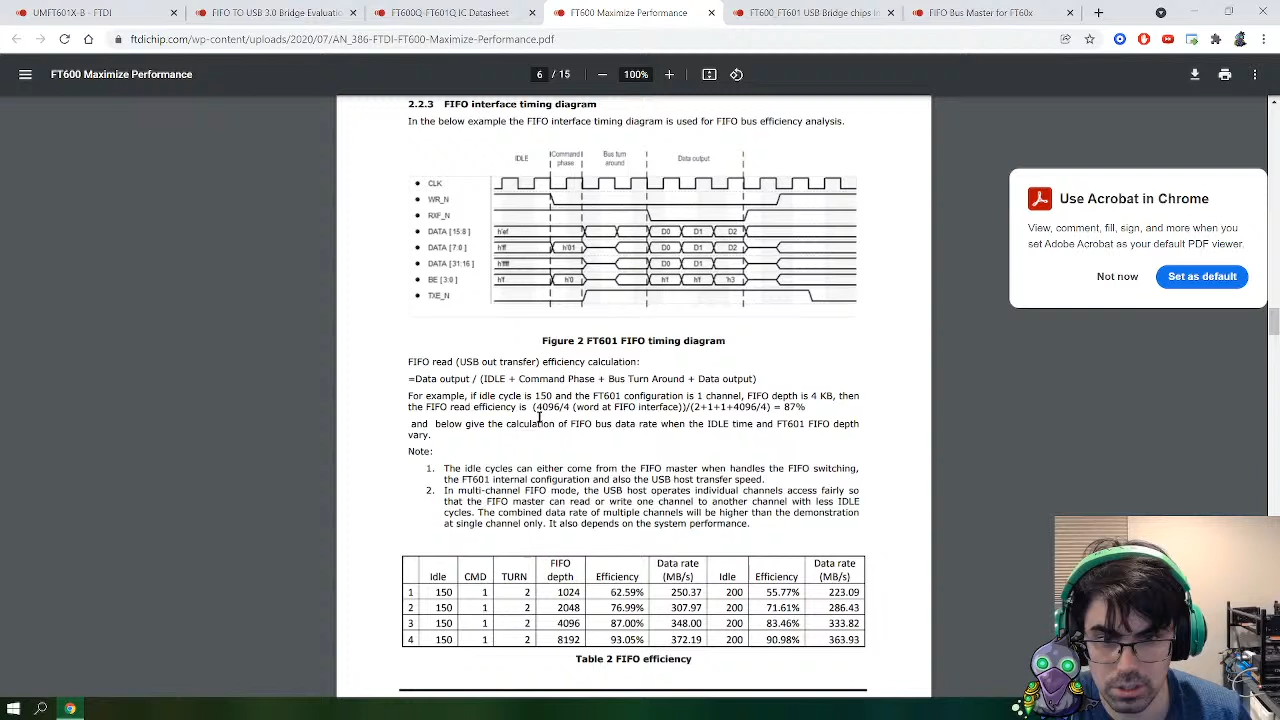 UMFT601X-B - FTDI
FIFO TO USB 3.0 Bridge Evaluatio
FT600Q-FT601Q IC Datasheet
FT600 Maximize Performance
FT600-FT601 USB Bridge chips In
FIFO Bus Master for FT60x
ftdichip.com/wp-content/uploads/2020/07/AN_386-FTDI-FT600-Maximize-Performance.pdf
FT600 Maximize Performance
6 / 15
100%
2.2.3 FIFO interface timing diagram
In the below example the FIFO interface timing diagram is used for FIFO bus efficiency analysis.
IDLE
Command phase
Bus turn around
Data output
CLK
WR_N
RXF_N
DATA [15:8] h'ef D0 D1 D2
DATA [7:0] h'ff h'01 D0 D1 D2
DATA [31:16] h'ffff D0 D1
BE [3:0] h'f h'0 h'f h'f 'h3
TXE_N
Figure 2 FT601 FIFO timing diagram
FIFO read (USB out transfer) efficiency calculation:
=Data output / (IDLE + Command Phase + Bus Turn Around + Data output)
For example, if idle cycle is 150 and the FT601 configuration is 1 channel, FIFO depth is 4 KB, then
the FIFO read efficiency is (4096/4 (word at FIFO interface))/(2+1+1+4096/4) = 87%
and below give the calculation of FIFO bus data rate when the IDLE time and FT601 FIFO depth
vary.
Note:
1. The idle cycles can either come from the FIFO master when handles the FIFO switching,
the FT601 internal configuration and also the USB host transfer speed.
2. In multi-channel FIFO mode, the USB host operates individual channels access fairly so
that the FIFO master can read or write one channel to another channel with less IDLE
cycles. The combined data rate of multiple channels will be higher than the demonstration
at single channel only. It also depends on the system performance.
Idle CMD TURN FIFO depth Efficiency Data rate (MB/s) Idle Efficiency Data rate (MB/s)
1 150 1 2 1024 62.59% 250.37 200 55.77% 223.09
2 150 1 2 2048 76.99% 307.97 200 71.61% 286.43
3 150 1 2 4096 87.00% 348.00 200 83.46% 333.82
4 150 1 2 8192 93.05% 372.19 200 90.98% 363.93
Table 2 FIFO efficiency
Use Acrobat in Chrome
View, comment, fill, sign, and more when you
set Adobe Acrobat as your default PDF viewer.
Not now
Set as default